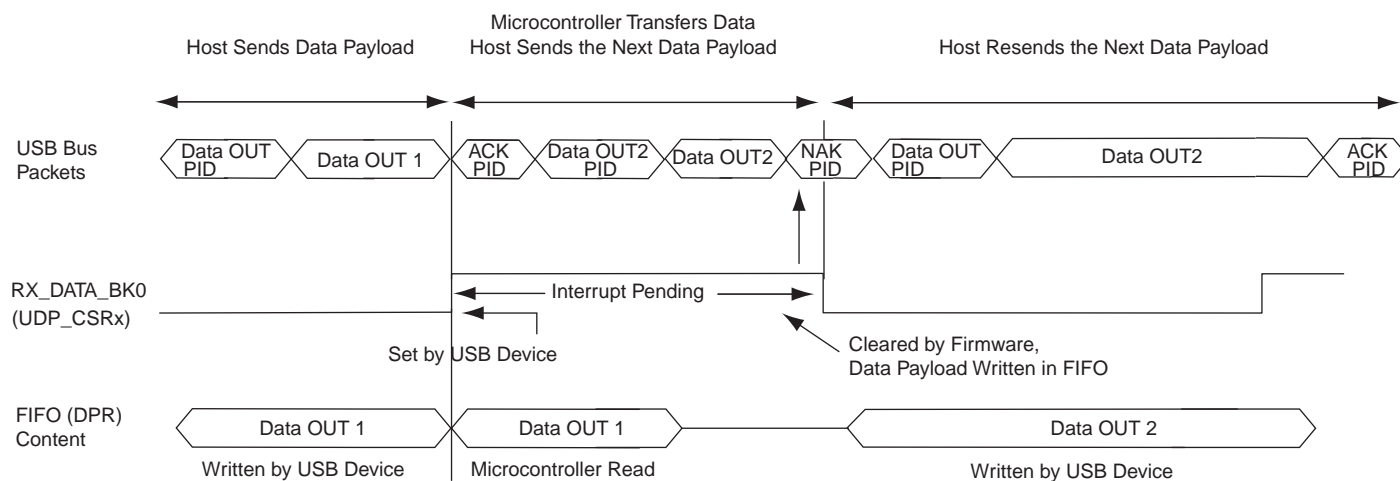 Microcontroller Transfers Data
Host Sends Data Payload
Host Sends the Next Data Payload
Host Resends the Next Data Payload
USB Bus
Packets
Data OUT
PID
Data OUT 1
ACK
PID
Data OUT2
PID
Data OUT2
NAK
PID
Data OUT
PID
Data OUT2
ACK
PID
RX_DATA_BK0
(UDP_CSRx)
Interrupt Pending
Set by USB Device
Cleared by Firmware,
Data Payload Written in FIFO
FIFO (DPR)
Content
Data OUT 1
Data OUT 1
Data OUT 2
Written by USB Device
Microcontroller Read
Written by USB Device